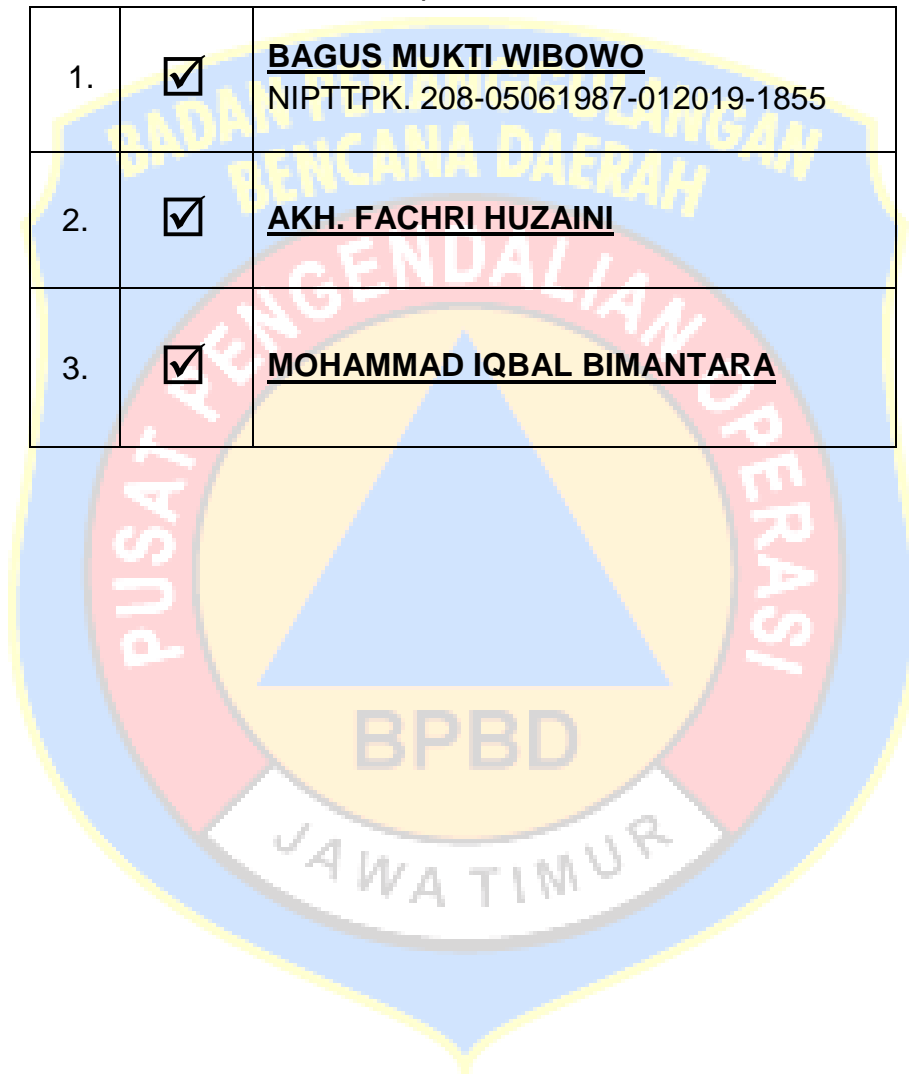 1. ☑ BAGUS MUKTI WIBOWO
NIPTTPK. 208-05061987-012019-1855
2. ☑ AKH. FACHRI HUZAINI
3. ☑ MOHAMMAD IQBAL BIMANTARA
BADAN PENANGGULANGAN
BENCANA DAERAH
PUSAT PENGENDALIAN OPERASI
BPBD
JAWA TIMUR